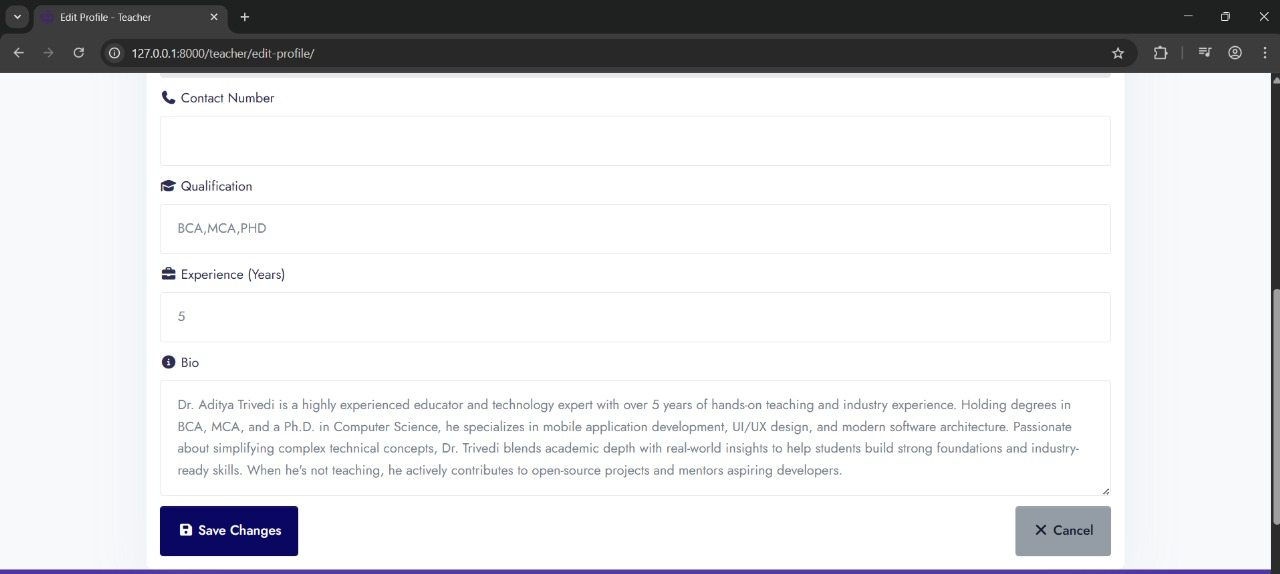 Edit Profile - Teacher
127.0.0.1:8000/teacher/edit-profile/
Contact Number
Qualification
BCA,MCA,PHD
Experience (Years)
5
Bio
Dr. Aditya Trivedi is a highly experienced educator and technology expert with over 5 years of hands-on teaching and industry experience. Holding degrees in
BCA, MCA, and a Ph.D. in Computer Science, he specializes in mobile application development, UI/UX design, and modern software architecture. Passionate
about simplifying complex technical concepts, Dr. Trivedi blends academic depth with real-world insights to help students build strong foundations and industry-
ready skills. When he's not teaching, he actively contributes to open-source projects and mentors aspiring developers.
Save Changes
Cancel